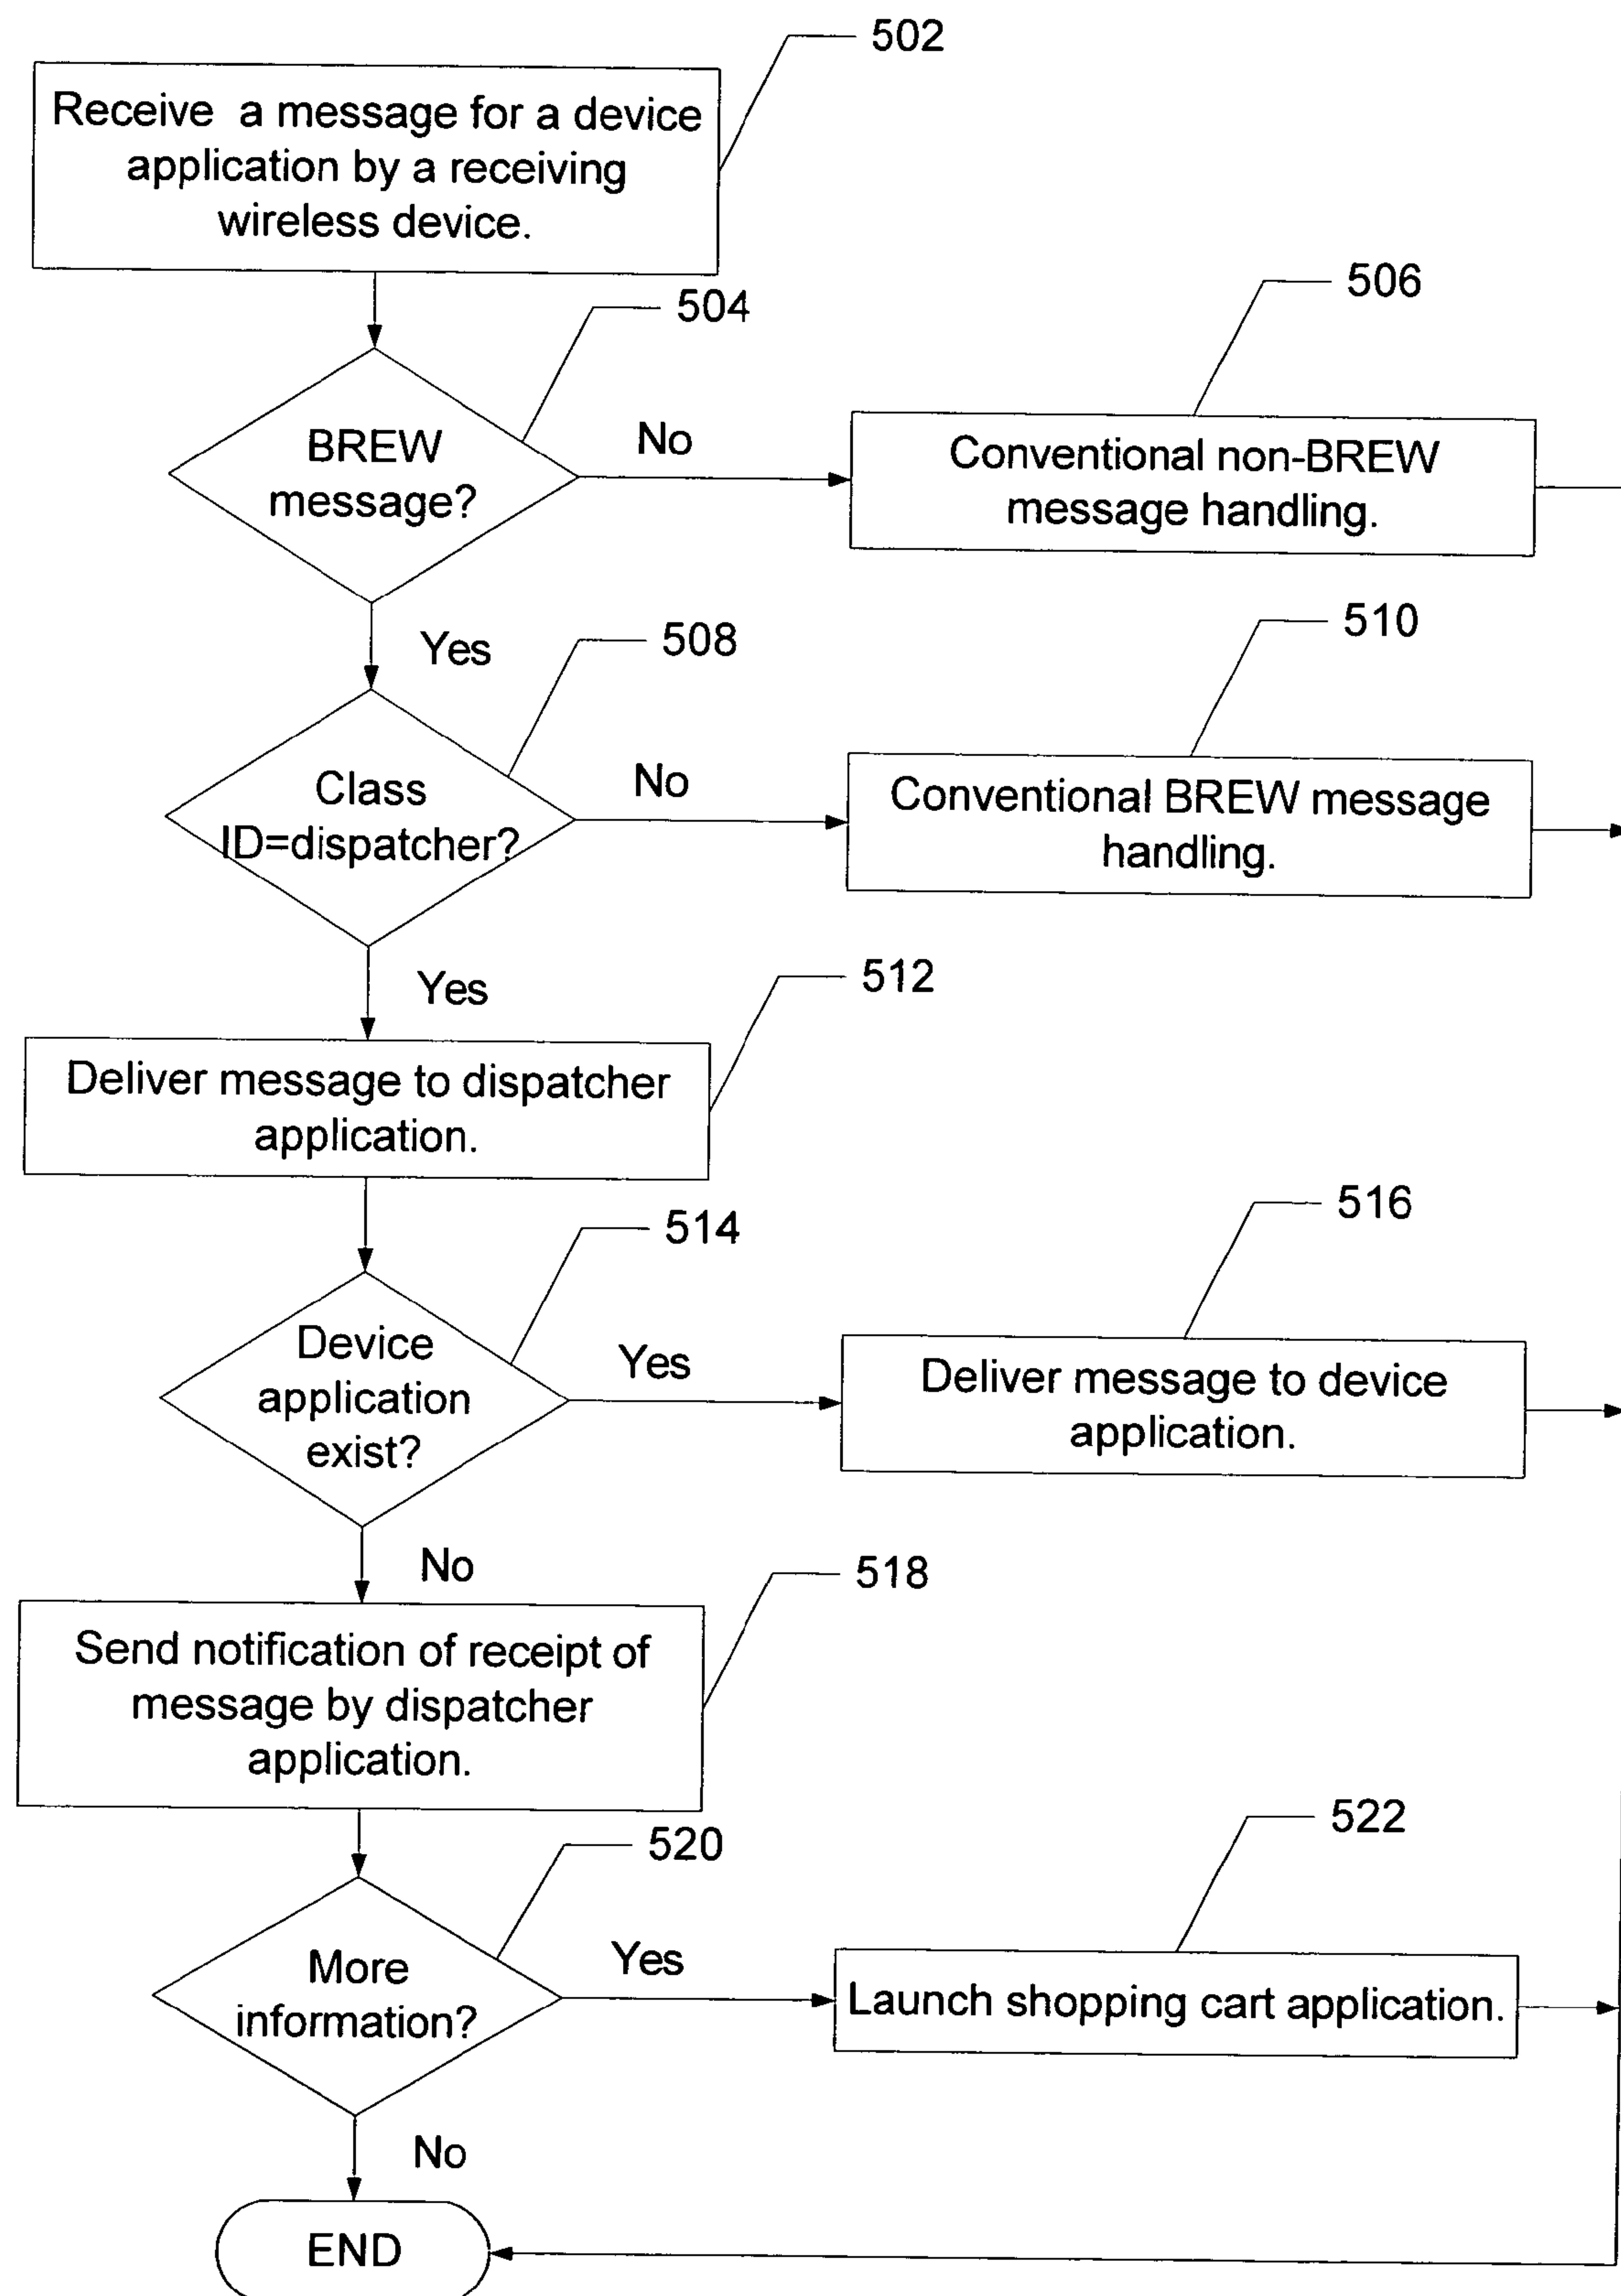 502
Receive a message for a device
application by a receiving
wireless device.
504
506
BREW
message?
No
Conventional non-BREW
message handling.
Yes
508
510
Class
ID=dispatcher?
No
Conventional BREW message
handling.
Yes
512
Deliver message to dispatcher
application.
514
516
Device
application
exist?
Yes
Deliver message to device
application.
No
518
Send notification of receipt of
message by dispatcher
application.
520
522
More
information?
Yes
Launch shopping cart application.
No
END